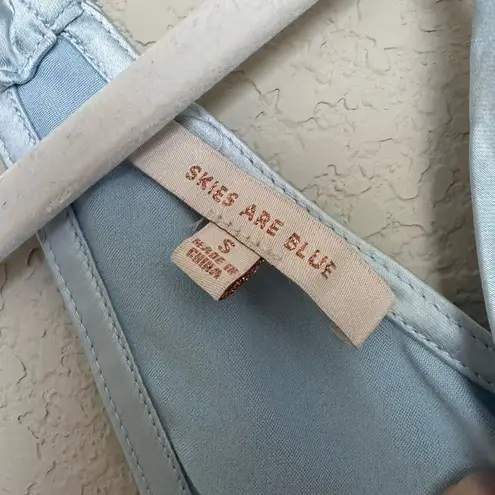 SKIES ARE BLUE
S
MADE IN
CHINA